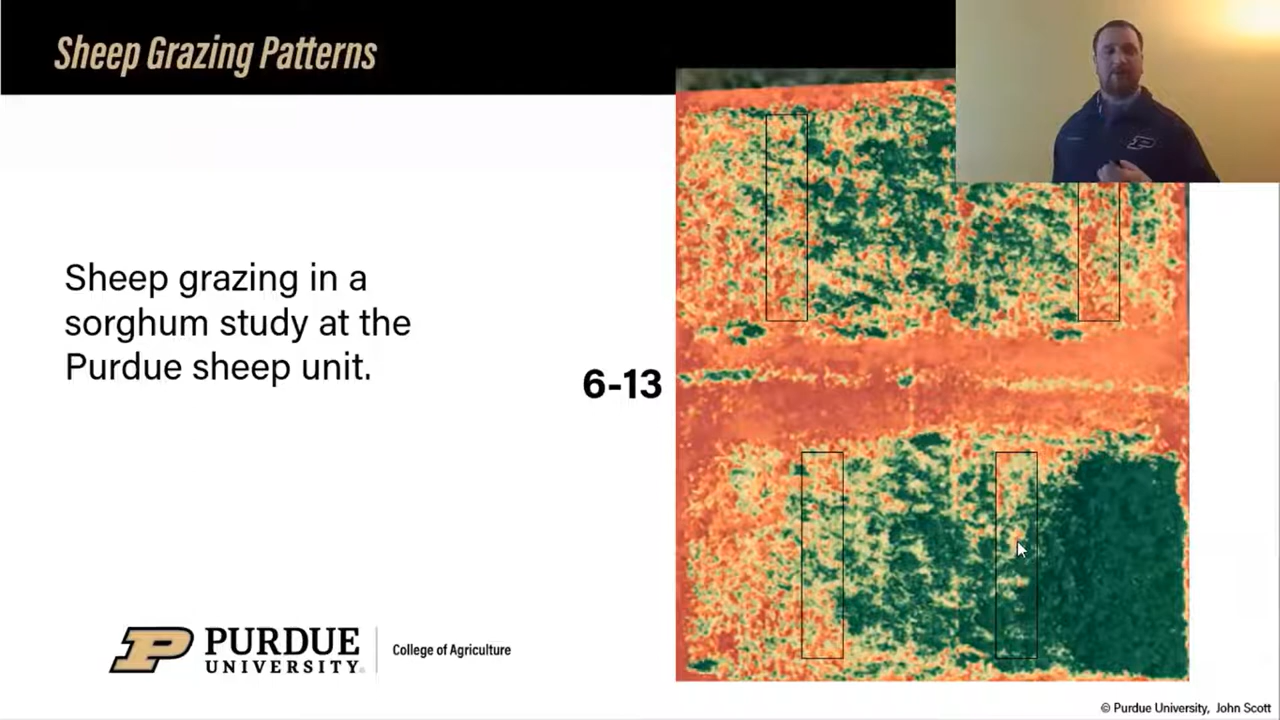 Sheep Grazing Patterns
Sheep grazing in a
sorghum study at the
Purdue sheep unit.
6-13
PURDUE
UNIVERSITY®
College of Agriculture
© Purdue University, John Scott